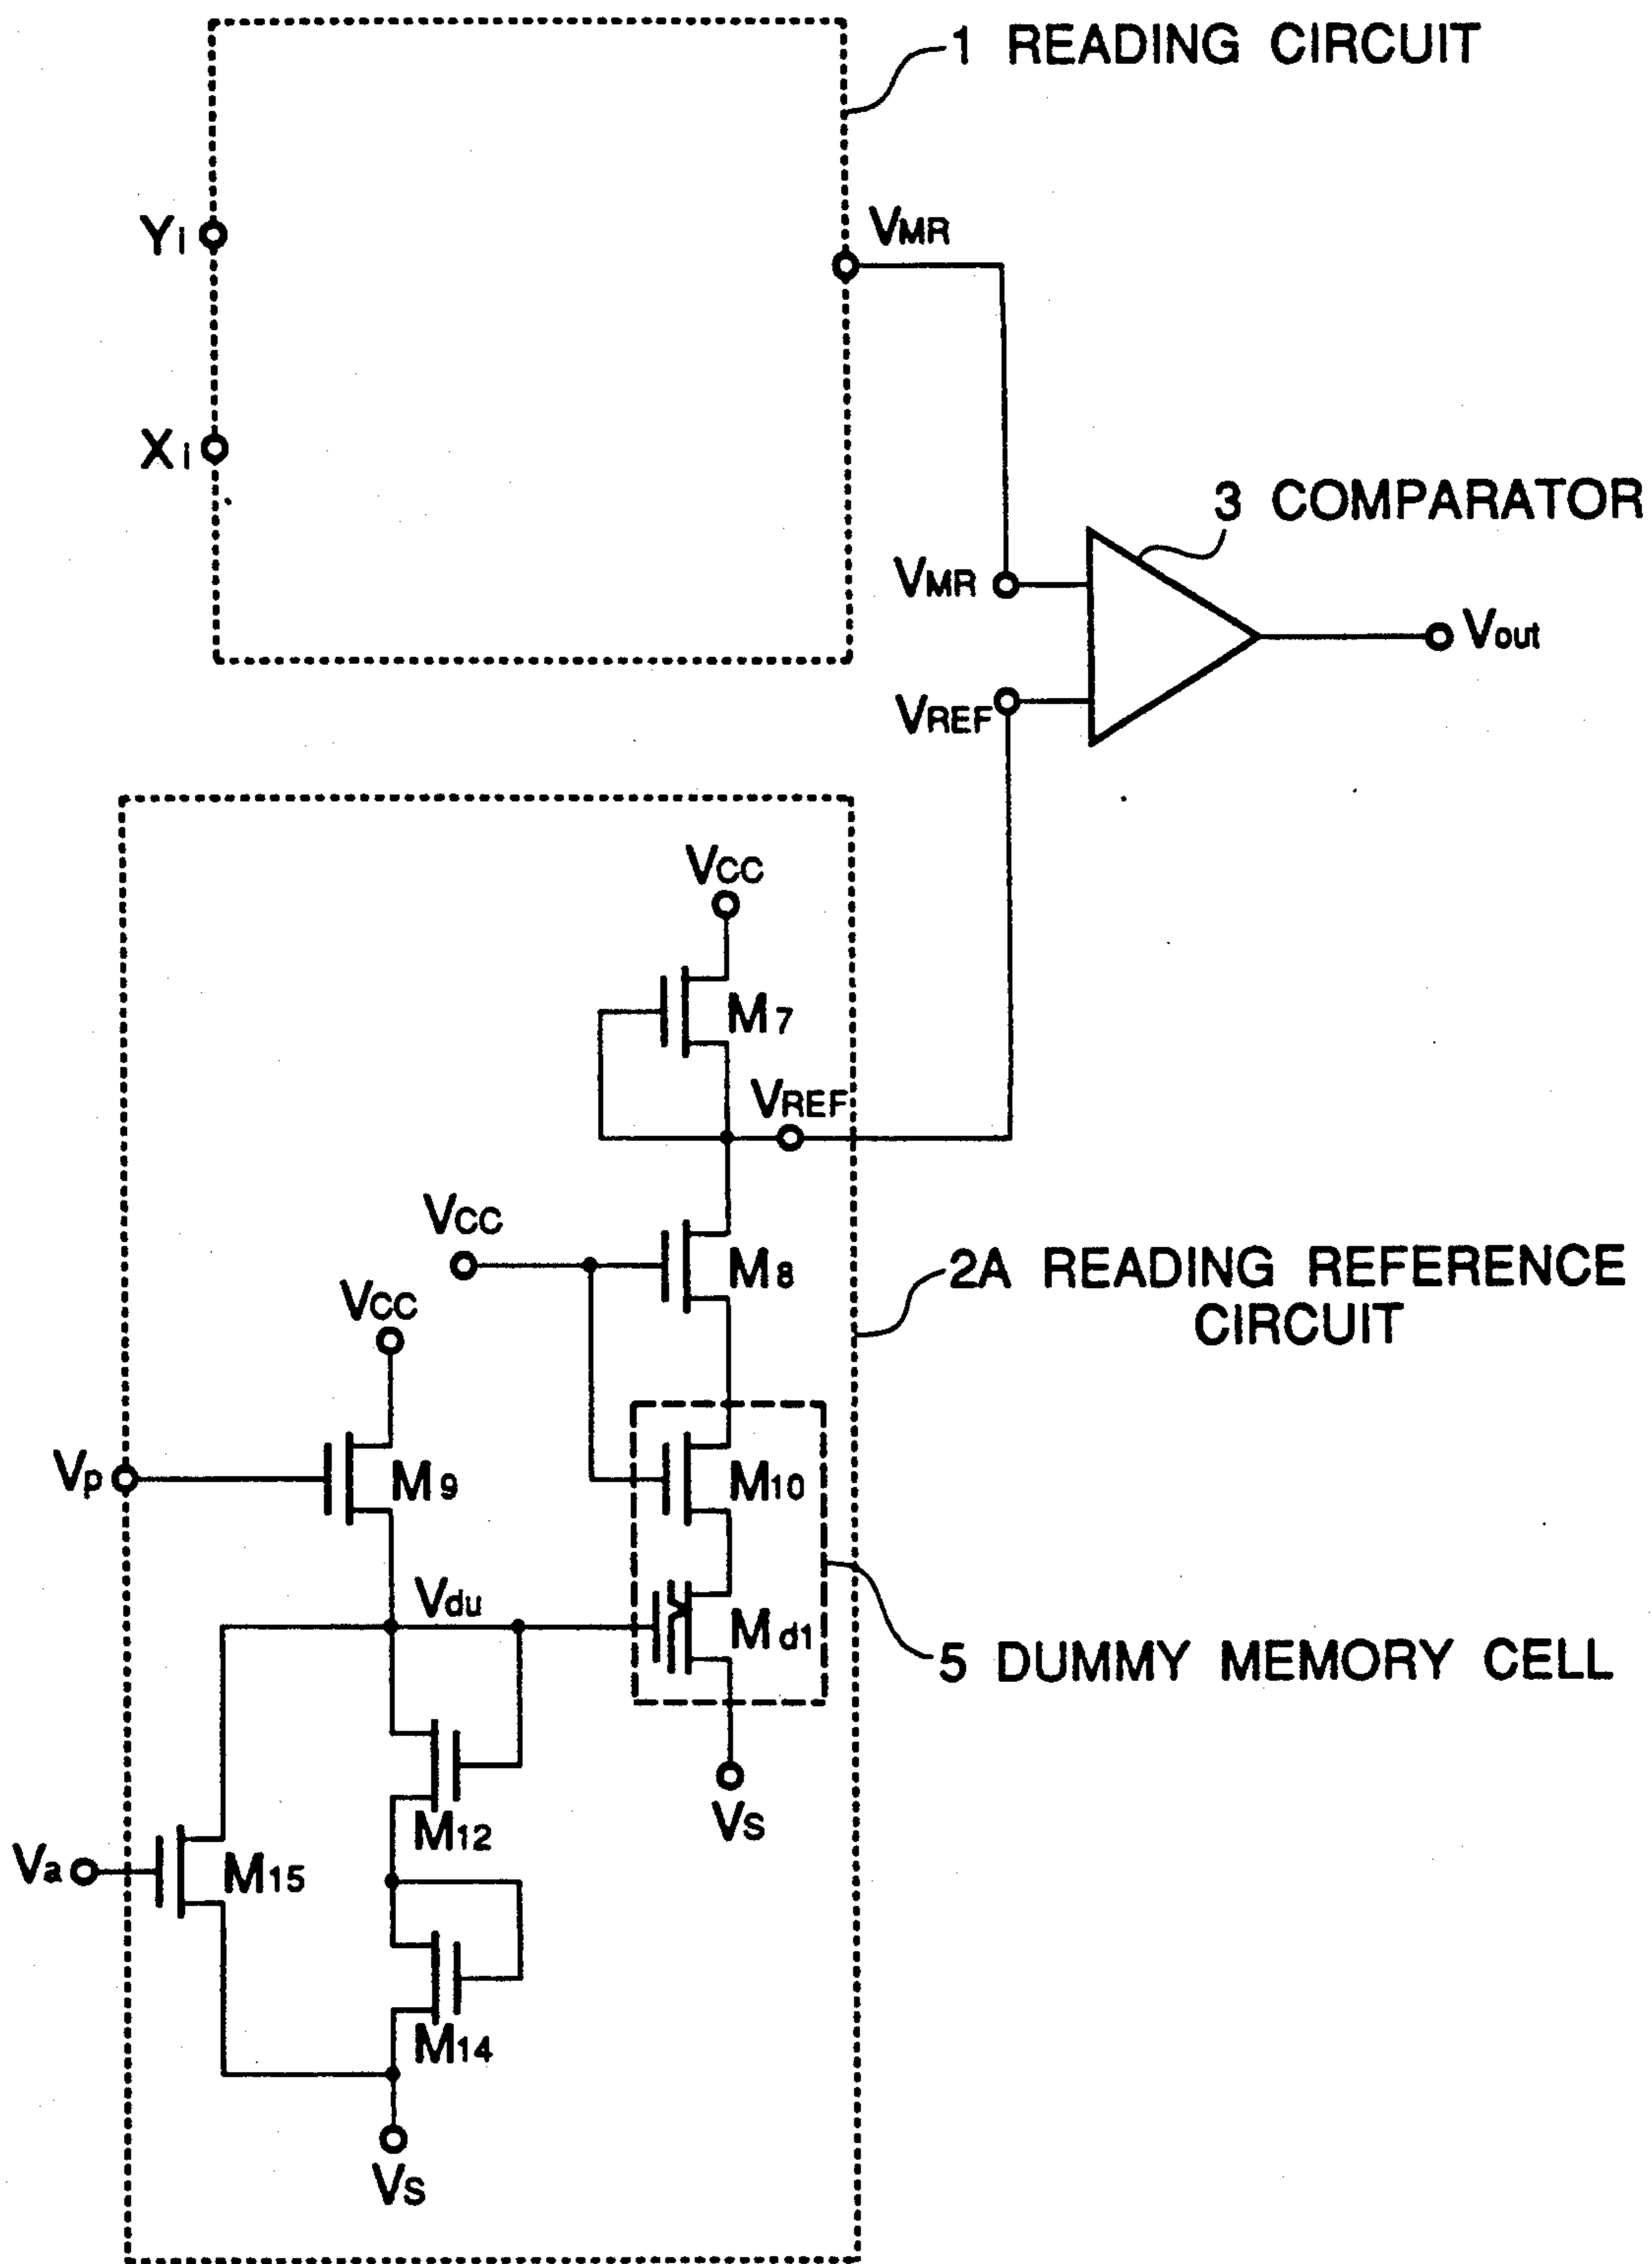 1 READING CIRCUIT
Yi
VMR
Xi
3 COMPARATOR
VMR
Vout
VREF
VCC
M7
VREF
VCC
M8
2A READING REFERENCE
CIRCUIT
VCC
Vp
M9
M10
Vdu
Md1
5 DUMMY MEMORY CELL
M12
VS
Va
M15
M14
VS